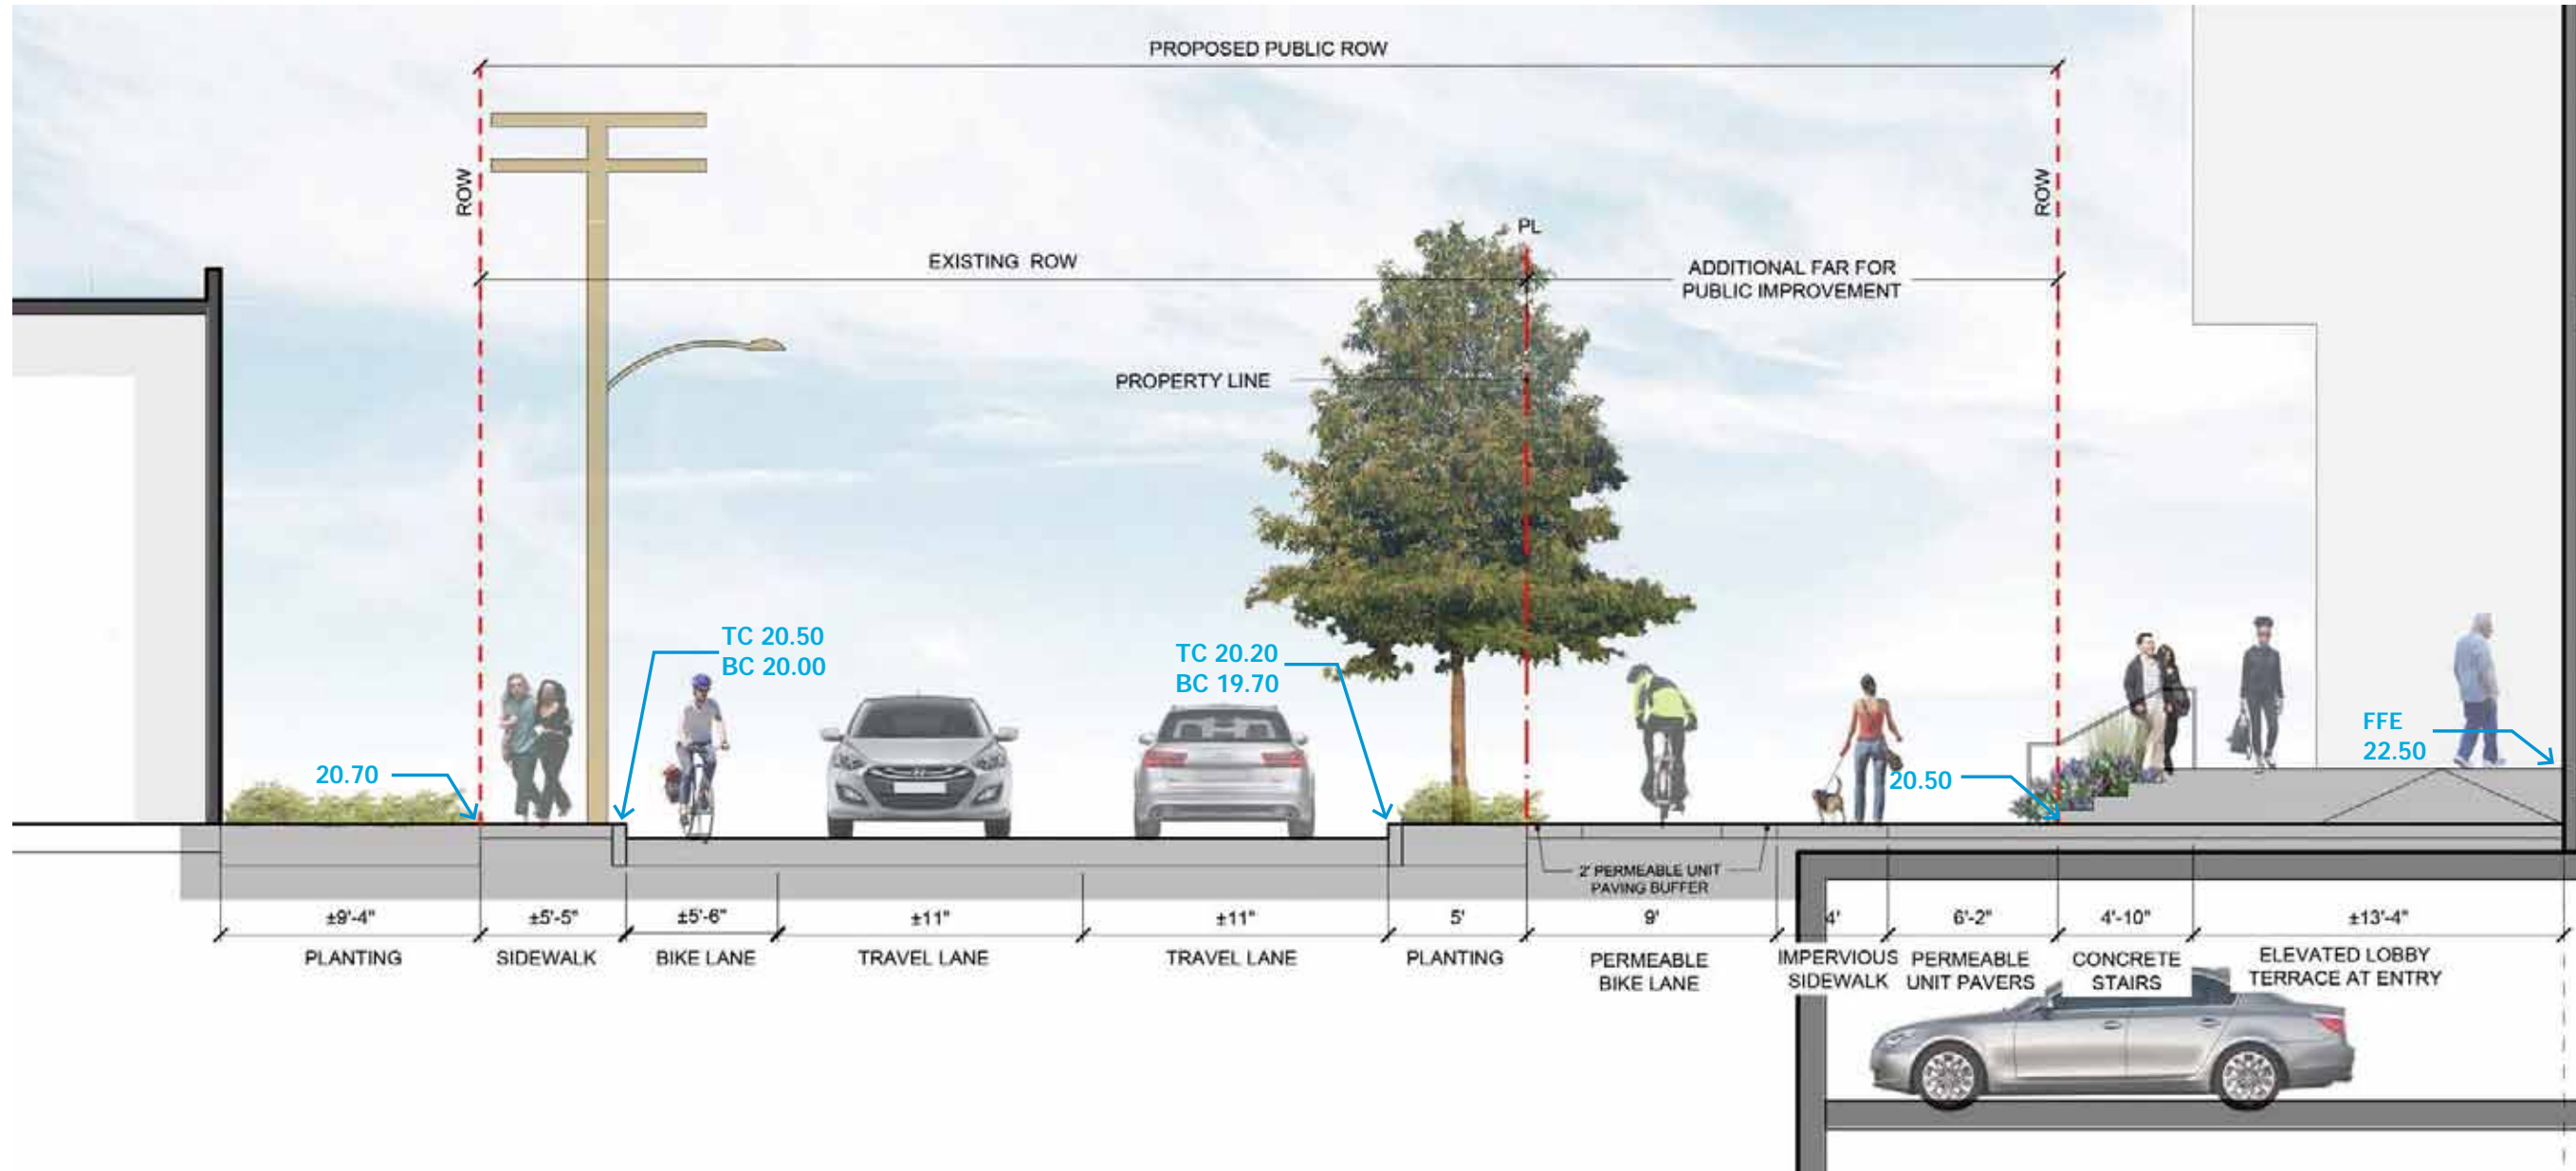 PROPOSED PUBLIC ROW
ROW
ROW
PL
EXISTING ROW
ADDITIONAL FAR FOR
PUBLIC IMPROVEMENT
PROPERTY LINE
TC 20.50
BC 20.00
TC 20.20
BC 19.70
FFE
22.50
20.70
20.50
2' PERMEABLE UNIT
PAVING BUFFER
±9'-4"
±5'-5"
±5'-6"
±11"
±11"
5'
9'
4'
6'-2"
4'-10"
±13'-4"
PLANTING
SIDEWALK
BIKE LANE
TRAVEL LANE
TRAVEL LANE
PLANTING
PERMEABLE
BIKE LANE
IMPERVIOUS
SIDEWALK
PERMEABLE
UNIT PAVERS
CONCRETE
STAIRS
ELEVATED LOBBY
TERRACE AT ENTRY